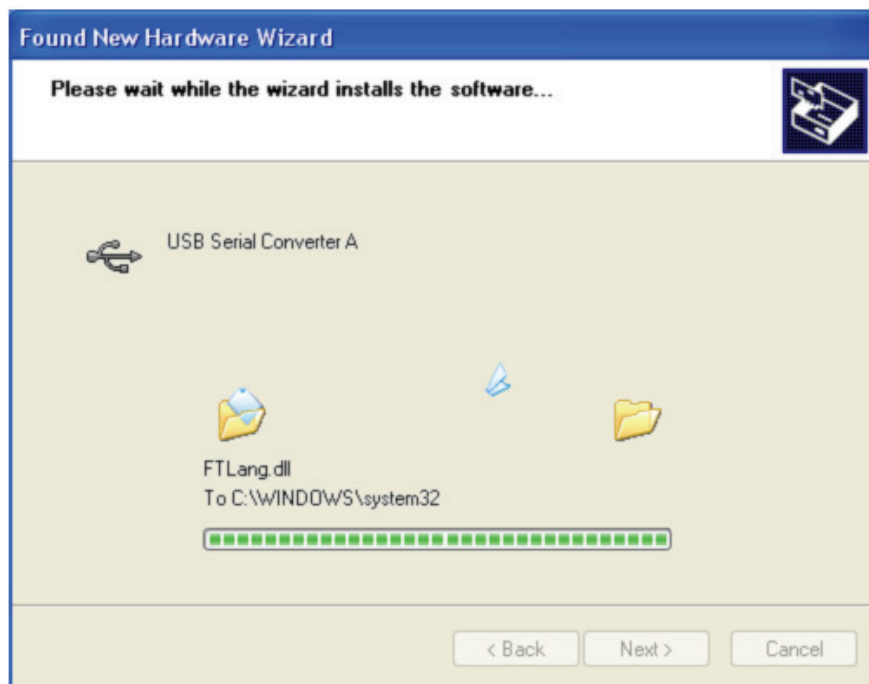 Found New Hardware Wizard
Please wait while the wizard installs the software...
USB Serial Converter A
FTLang.dll
To C:\WINDOWS\system32
< Back
Next >
Cancel